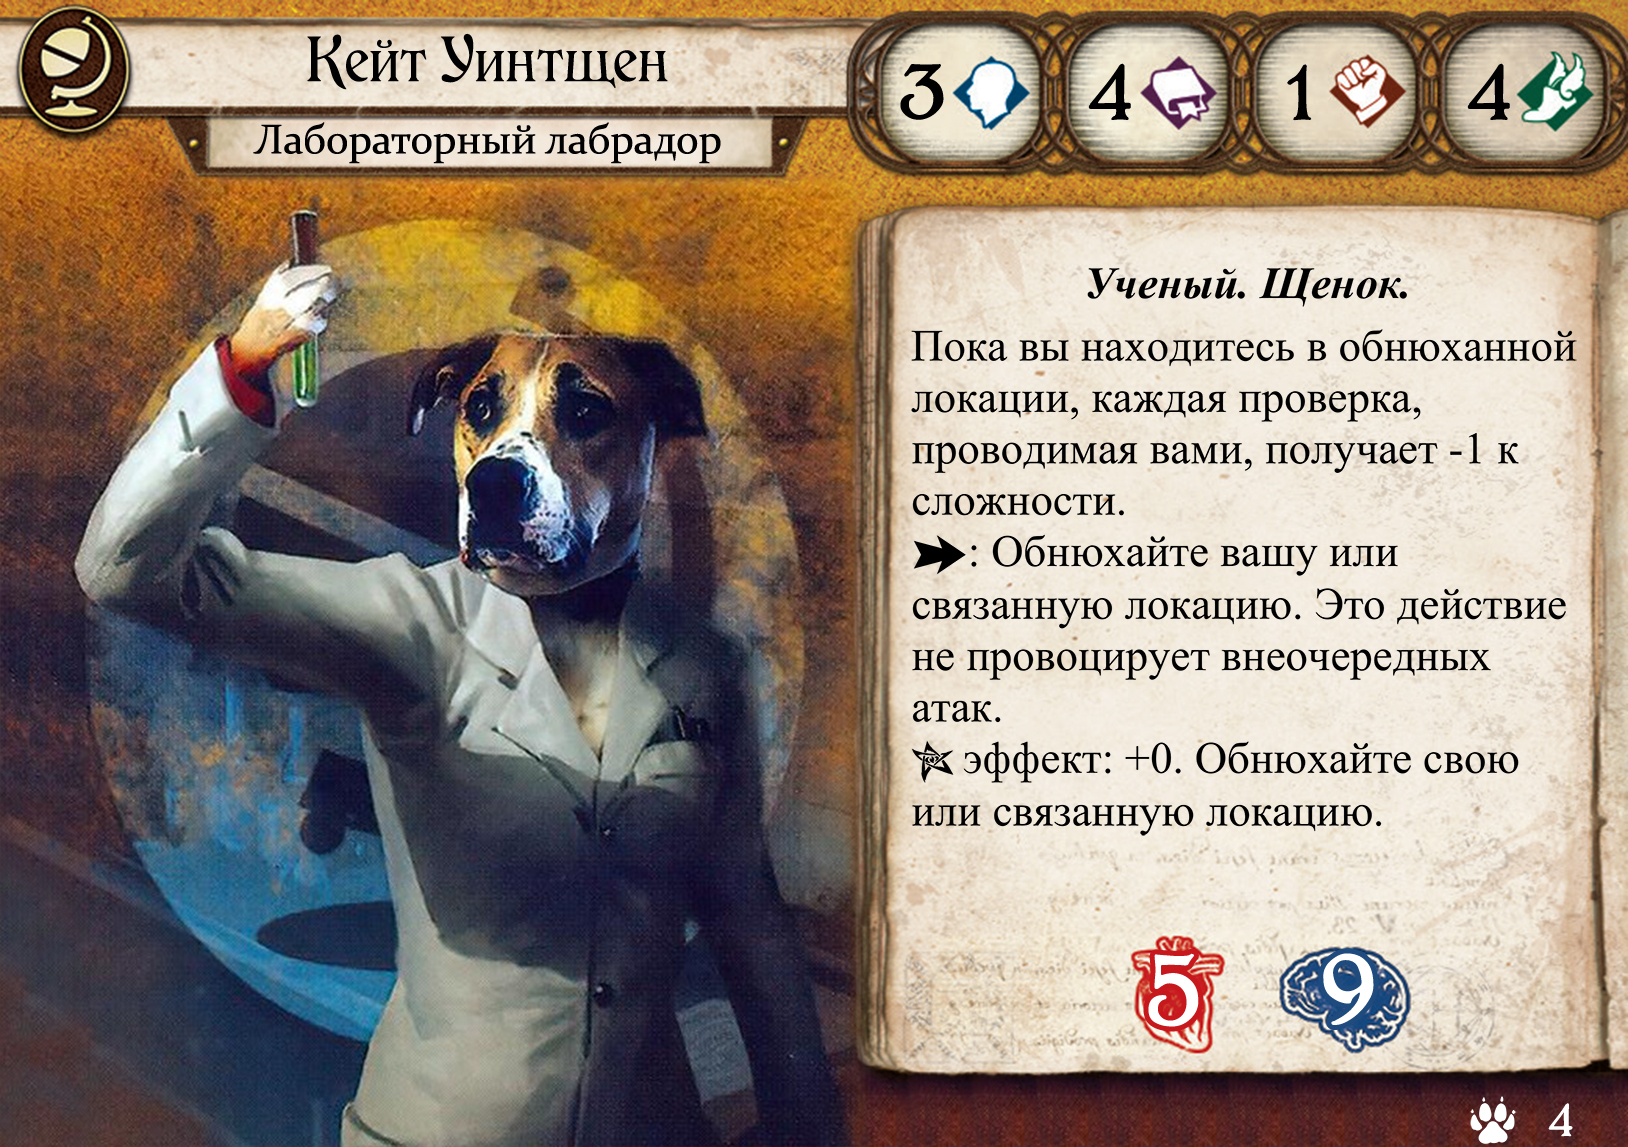 Кейт Уинтщен
Лабораторный лабрадор
3 4 1 4
Ученый. Щенок.
Пока вы находитесь в обнюханной
локации, каждая проверка,
проводимая вами, получает -1 к
сложности.
: Обнюхайте вашу или
связанную локацию. Это действие
не провоцирует внеочередных
атак.
эффект: +0. Обнюхайте свою
или связанную локацию.
5 9
4